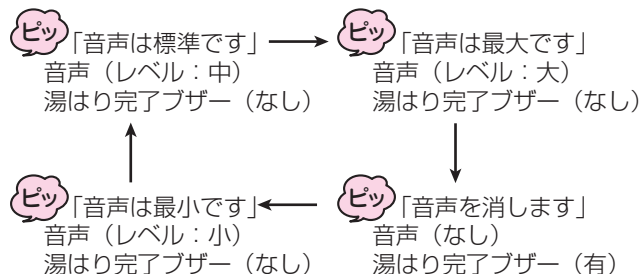 ピッ「音声は標準です」
音声（レベル：中）
湯はり完了ブザー（なし）
ピッ「音声は最大です」
音声（レベル：大）
湯はり完了ブザー（なし）
ピッ「音声は最小です」
音声（レベル：小）
湯はり完了ブザー（なし）
ピッ「音声を消します」
音声（なし）
湯はり完了ブザー（有）